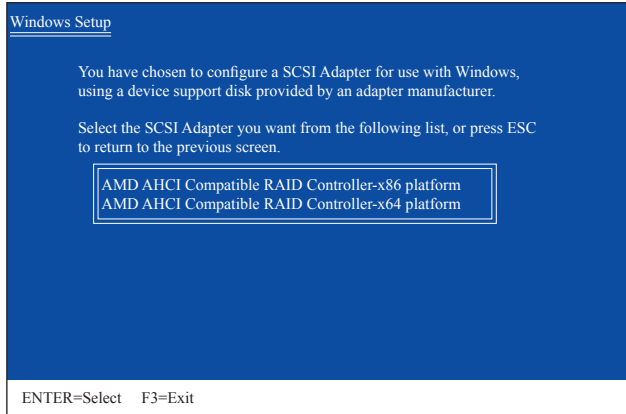 Windows Setup
You have chosen to configure a SCSI Adapter for use with Windows,
using a device support disk provided by an adapter manufacturer.
Select the SCSI Adapter you want from the following list, or press ESC
to return to the previous screen.
AMD AHCI Compatible RAID Controller-x86 platform
AMD AHCI Compatible RAID Controller-x64 platform
ENTER=Select F3=Exit